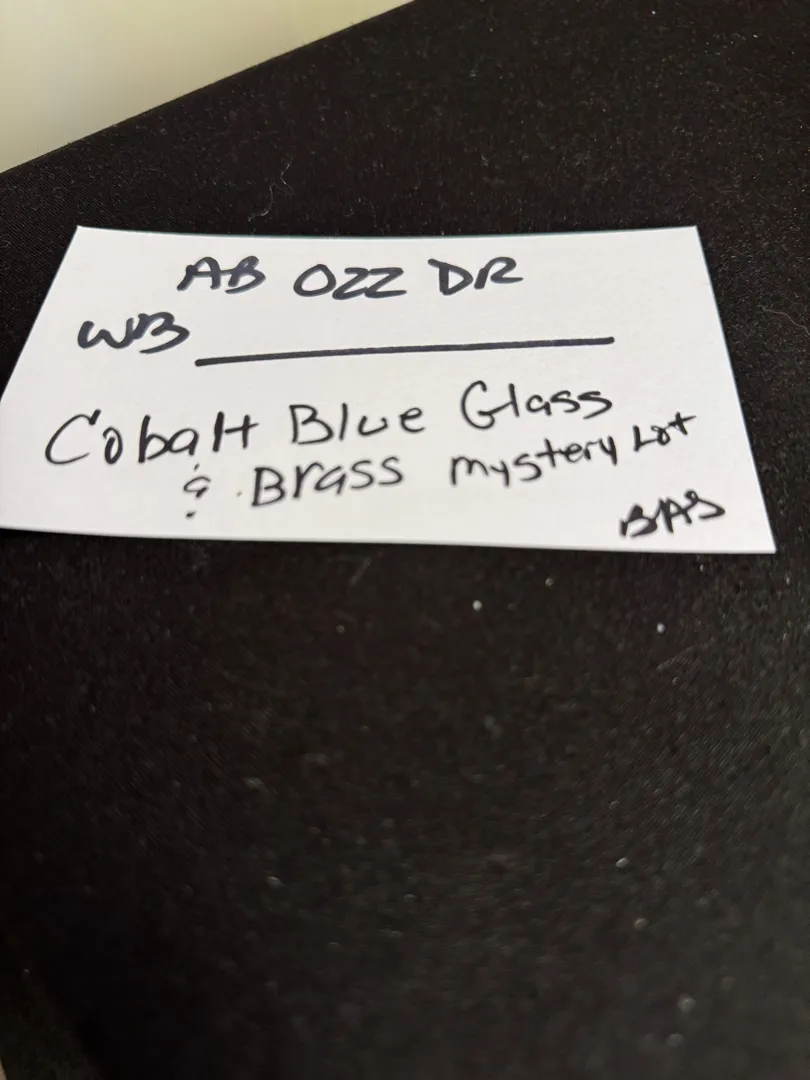 AB 022 DR
WB
Cobalt Blue Glass
& Brass mystery Lot
BAS